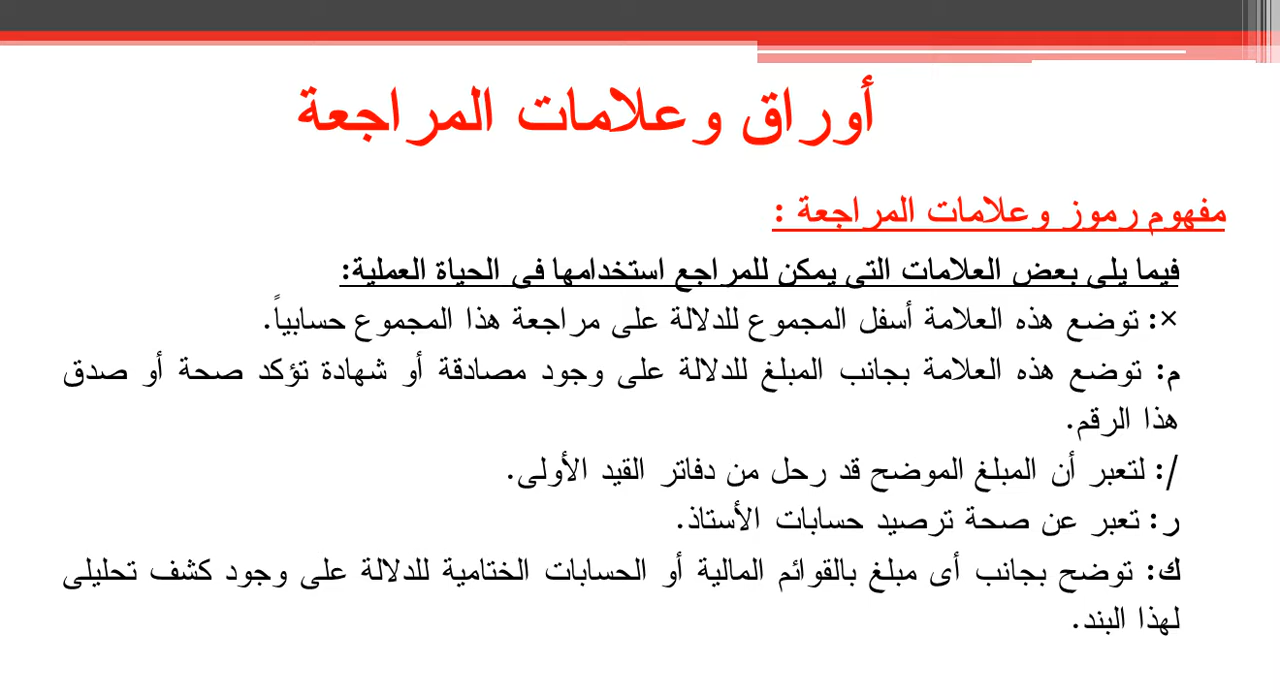 أوراق وعلامات المراجعة
مفهوم رموز وعلامات المراجعة :
فيما يلى بعض العلامات التى يمكن للمراجع استخدامها فى الحياة العملية:
×: توضع هذه العلامة أسفل المجموع للدلالة على مراجعة هذا المجموع حسابياً.
م: توضع هذه العلامة بجانب المبلغ للدلالة على وجود مصادقة أو شهادة تؤكد صحة أو صدق
هذا الرقم.
/: لتعبر أن المبلغ الموضح قد رحل من دفاتر القيد الأولى.
ر: تعبر عن صحة ترصيد حسابات الأستاذ.
ك: توضح بجانب أى مبلغ بالقوائم المالية أو الحسابات الختامية للدلالة على وجود كشف تحليلى
لهذا البند.